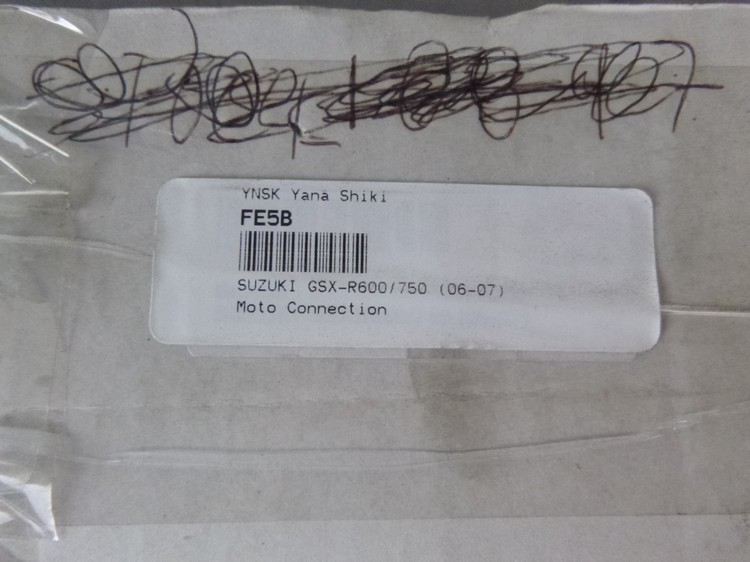 YNSK Yana Shiki
FE5B
SUZUKI GSX-R600/750 (06-07)
Moto Connection